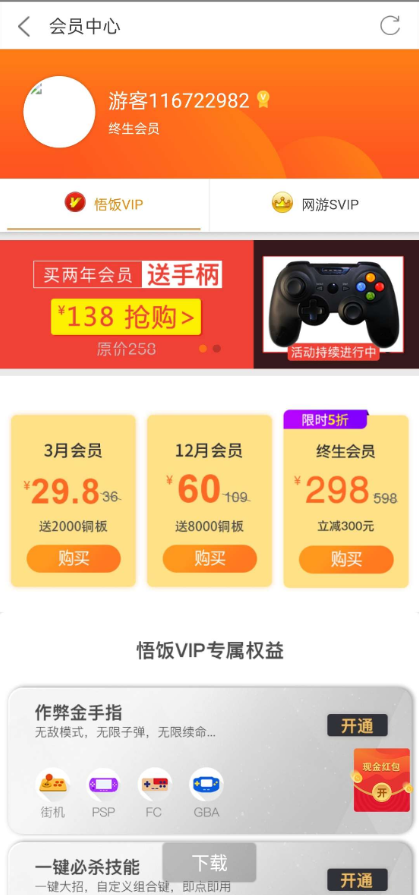 会员中心
游客116722982
终生会员
悟饭VIP
网游SVIP
买两年会员 送手柄
¥138 抢购>
原价258
活动持续进行中
限时5折
3月会员
12月会员
终生会员
¥29.8 36
¥60 109
¥298 598
送2000铜板
送8000铜板
立减300元
购买
购买
购买
悟饭VIP专属权益
作弊金手指
无敌模式，无限子弹，无限续命...
开通
现金红包
开
街机
PSP
FC
GBA
一键必杀技能
一键大招，自定义组合键，即点即用
开通
下载